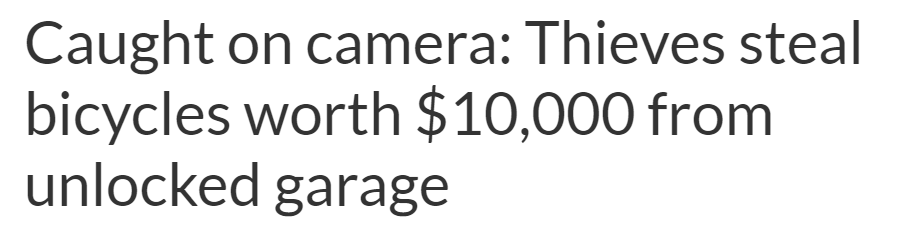 Caught on camera: Thieves steal
bicycles worth $10,000 from
unlocked garage